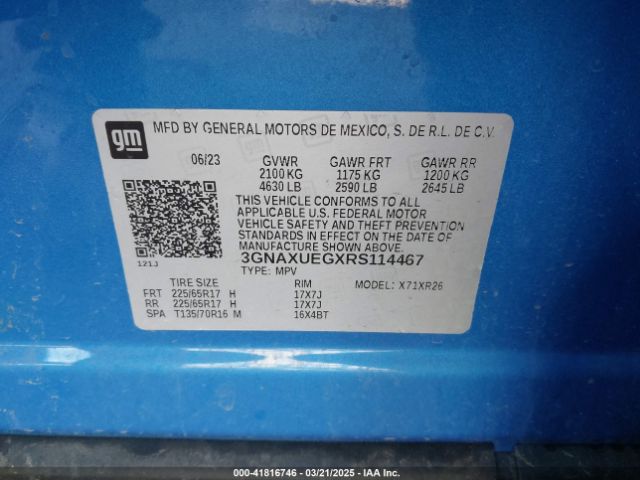 gm
MFD BY GENERAL MOTORS DE MEXICO, S. DE R.L. DE C.V.
06/23 GVWR GAWR FRT GAWR RR
2100 KG 1175 KG 1200 KG
4630 LB 2590 LB 2645 LB
THIS VEHICLE CONFORMS TO ALL
APPLICABLE U.S. FEDERAL MOTOR
VEHICLE SAFETY AND THEFT PREVENTION
STANDARDS IN EFFECT ON THE DATE OF
MANUFACTURE SHOWN ABOVE.
121J 3GNAXUEGXRS114467
TYPE: MPV
TIRE SIZE RIM MODEL: X71XR26
FRT 225/65R17 H 17X7J
RR 225/65R17 H 17X7J
SPA T135/70R16 M 16X4BT
000-41816746 — 03/21/2025 — IAA Inc.